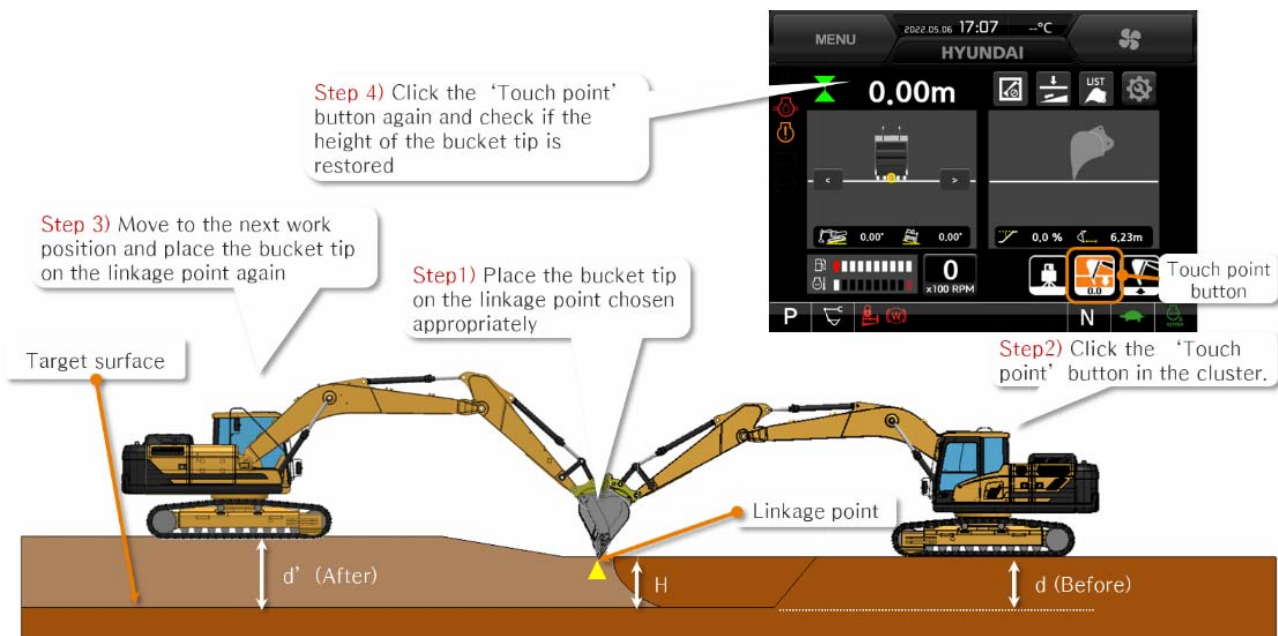 MENU
2022.05.06 17:07 --°C
HYUNDAI
0.00m
LIST
< >
0.00° 0.00°
0,0 % 6,23m
0
x100 RPM
0.0
P (W) N
Touch point
button
Step 4) Click the ‘Touch point’
button again and check if the
height of the bucket tip is
restored
Step 3) Move to the next work
position and place the bucket tip
on the linkage point again
Step1) Place the bucket tip
on the linkage point chosen
appropriately
Step2) Click the ‘Touch
point’ button in the cluster.
Target surface
Linkage point
d’ (After)
H
d (Before)